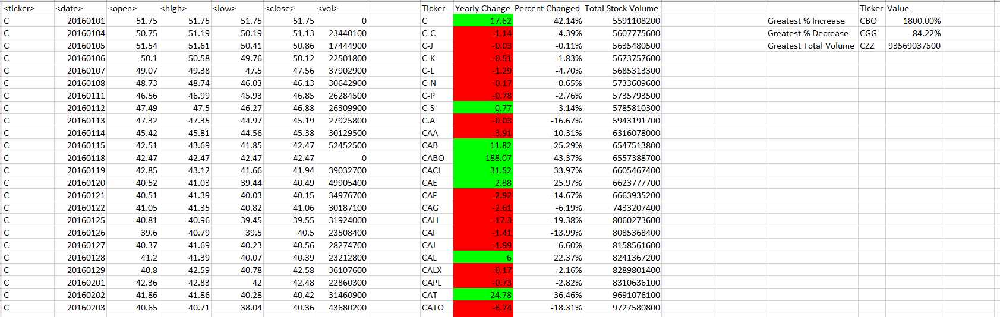 <ticker> <date> <open> <high> <low> <close> <vol> Ticker Yearly Change Percent Changed Total Stock Volume Ticker Value
C 20160101 51.75 51.75 51.75 51.75 0 C 17.62 42.14% 5591108200 Greatest % Increase CBO 1800.00%
C 20160104 50.75 51.19 50.19 51.13 23440100 C-C -1.14 -4.39% 5607775600 Greatest % Decrease CGG -84.22%
C 20160105 51.54 51.61 50.41 50.86 17444900 C-J -0.03 -0.11% 5635480500 Greatest Total Volume CZZ 93569037500
C 20160106 50.1 50.58 49.76 50.12 22501800 C-K -0.51 -1.83% 5673757600
C 20160107 49.07 49.38 47.5 47.56 37902900 C-L -1.29 -4.70% 5685313300
C 20160108 48.73 48.74 46.03 46.13 30642900 C-N -0.17 -0.65% 5733609600
C 20160111 46.56 46.99 45.93 46.85 26284500 C-P -0.78 -2.76% 5735793500
C 20160112 47.49 47.5 46.27 46.88 26309900 C-S 0.77 3.14% 5785810300
C 20160113 47.32 47.35 44.97 45.19 27925800 C.A -0.03 -16.67% 5943191700
C 20160114 45.42 45.81 44.56 45.38 30129500 CAA -3.91 -10.31% 6316078000
C 20160115 42.51 43.69 41.85 42.47 52452500 CAB 11.82 25.29% 6547513800
C 20160118 42.47 42.47 42.47 42.47 0 CABO 188.07 43.37% 6557388700
C 20160119 42.85 43.12 41.66 41.94 39032700 CACI 31.52 33.97% 6605467400
C 20160120 40.52 41.03 39.44 40.49 49905400 CAE 2.88 25.97% 6623777700
C 20160121 40.51 41.39 40.03 40.15 34976700 CAF -2.92 -14.67% 6663935200
C 20160122 41.05 41.35 40.82 41.06 30187100 CAG -2.61 -6.19% 7433207400
C 20160125 40.81 40.96 39.45 39.55 31924000 CAH -17.3 -19.38% 8060273600
C 20160126 39.6 40.79 39.5 40.5 23508400 CAI -1.41 -13.99% 8085368400
C 20160127 40.37 41.69 40.23 40.56 28274700 CAJ -1.99 -6.60% 8158561600
C 20160128 41.2 41.39 40.07 40.39 23212800 CAL 6 22.37% 8241367200
C 20160129 40.8 42.59 40.78 42.58 36107600 CALX -0.17 -2.16% 8289801400
C 20160201 42.36 42.83 42 42.48 22860300 CAPL -0.73 -2.82% 8310636100
C 20160202 41.86 41.86 40.28 40.42 31460900 CAT 24.78 36.46% 9691076100
C 20160203 40.65 40.71 38.04 40.36 43680200 CATO -6.74 -18.31% 9727580800